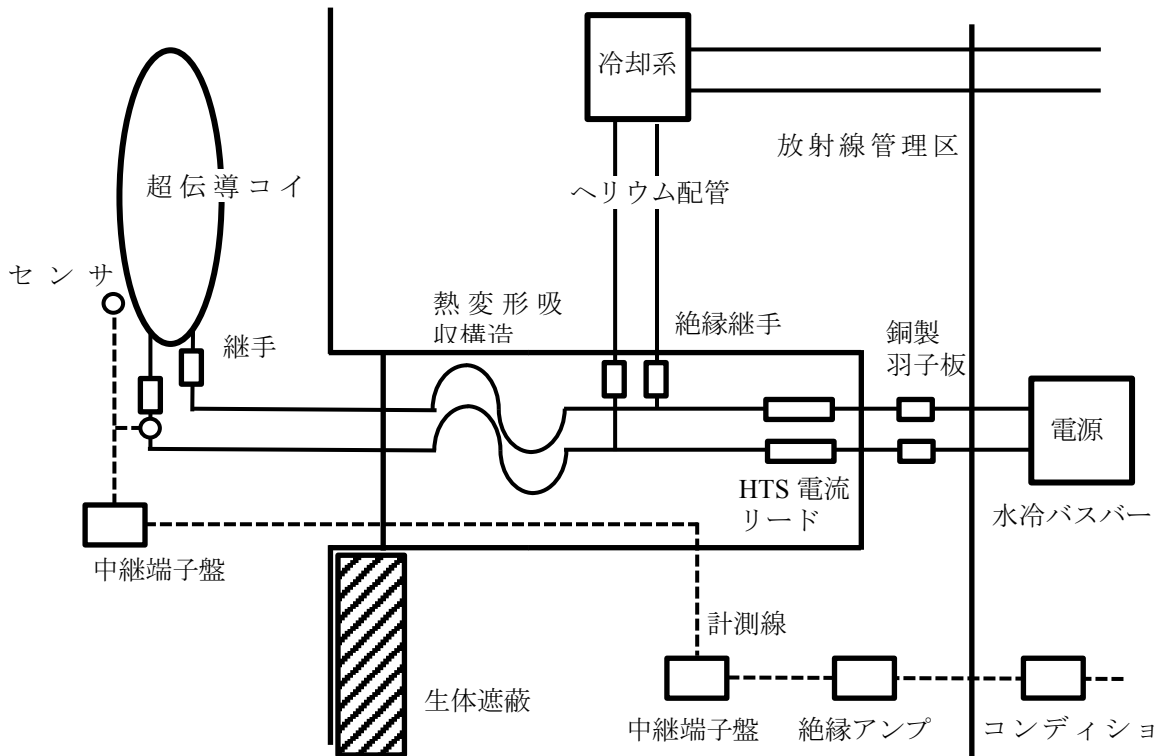 冷却系
放射線管理区
超伝導コイ
ヘリウム配管
センサ
熱変形吸
収構造
絶縁継手
銅製
羽子板
継手
電源
HTS 電流
リード
水冷バスバー
中継端子盤
計測線
生体遮蔽
中継端子盤
絶縁アンプ
コンディショ